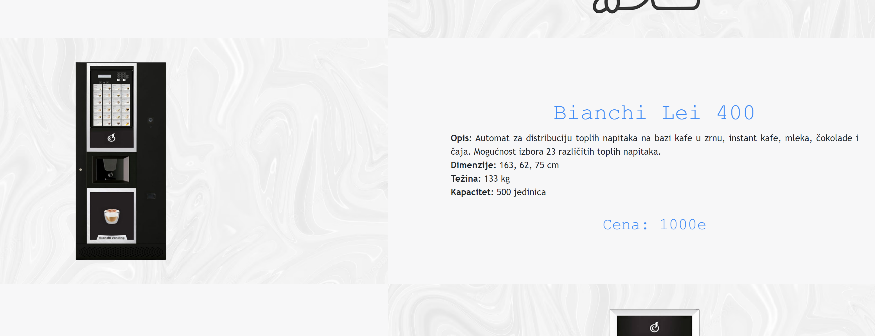 Bianchi Lei 400
Opis: Automat za distribuciju toplih napitaka na bazi kafe u zrnu, instant kafe, mleka, čokolade i
čaja. Mogućnost izbora 23 različitih toplih napitaka.
Dimenzije: 163, 62, 75 cm
Težina: 133 kg
Kapacitet: 500 jedinica
Cena: 1000e